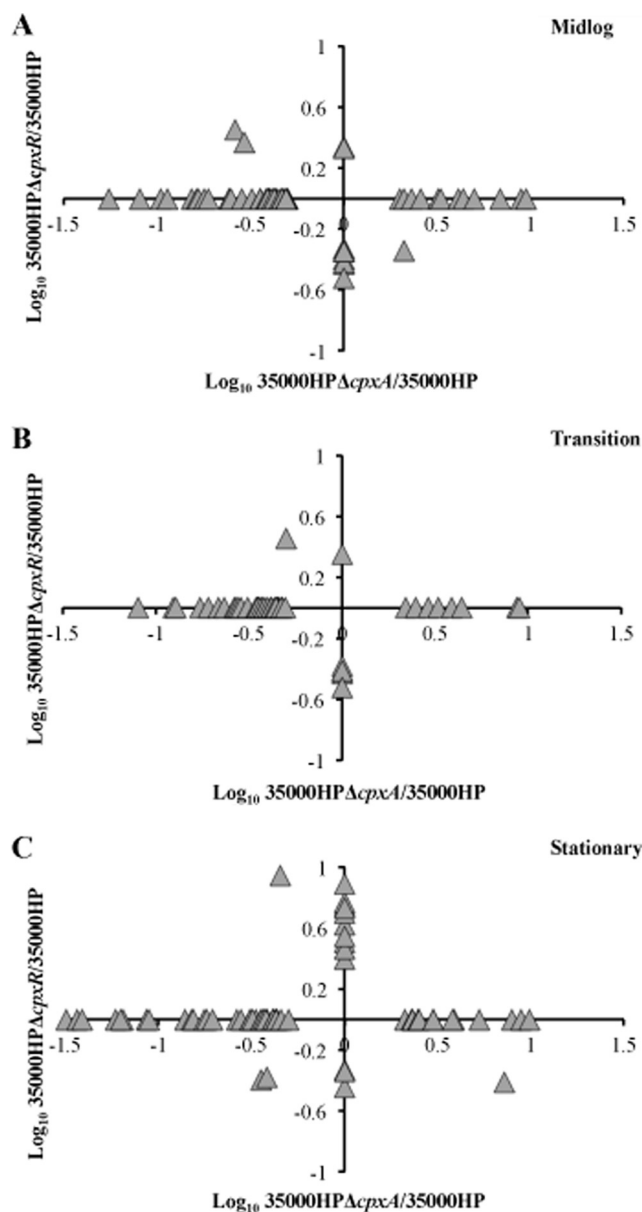 A
Midlog
Log₁₀ 35000HPΔcpxR/35000HP
1
0.6
0.2
-0.2
-0.6
-1
-1.5 -1 -0.5 0 0.5 1 1.5
Log₁₀ 35000HPΔcpxA/35000HP
B
Transition
Log₁₀ 35000HPΔcpxR/35000HP
1
0.6
0.2
-0.2
-0.6
-1
-1.5 -1 -0.5 0 0.5 1 1.5
Log₁₀ 35000HPΔcpxA/35000HP
C
Stationary
Log₁₀ 35000HPΔcpxR/35000HP
1
0.6
0.2
-0.2
-0.6
-1
-1.5 -1 -0.5 0 0.5 1 1.5
Log₁₀ 35000HPΔcpxA/35000HP